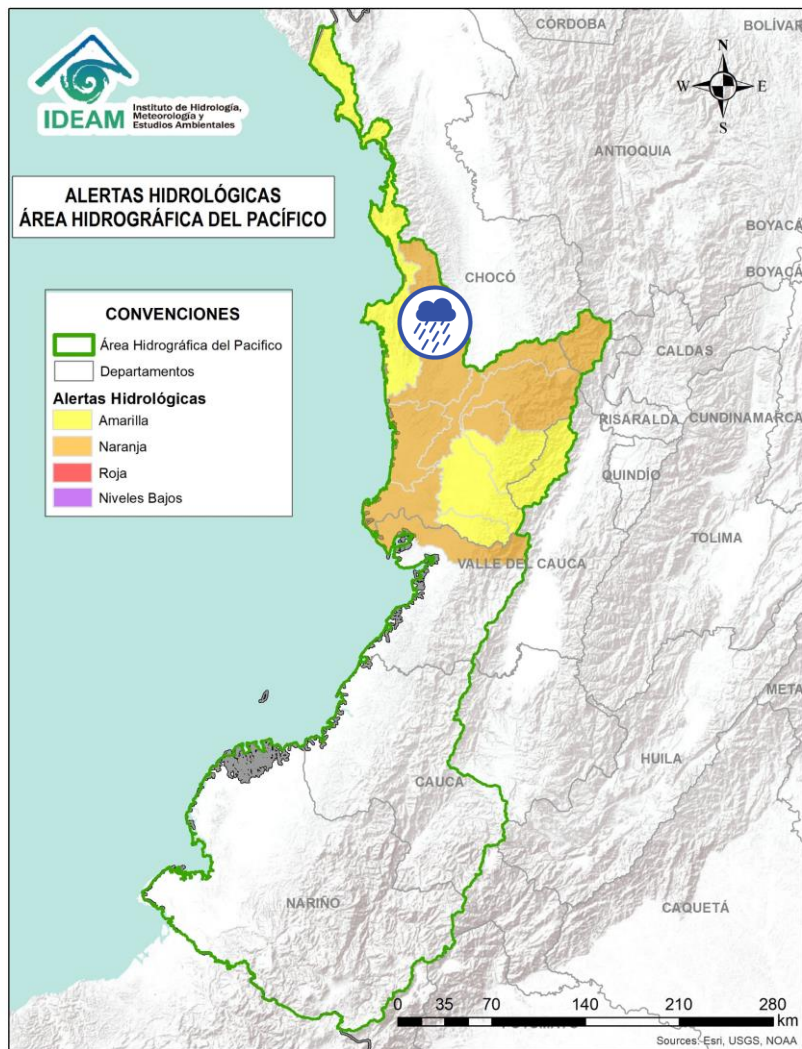 IDEAM
Instituto de Hidrología,
Meteorología y
Estudios Ambientales
ALERTAS HIDROLÓGICAS
ÁREA HIDROGRÁFICA DEL PACÍFICO
CONVENCIONES
Área Hidrográfica del Pacifico
Departamentos
Alertas Hidrológicas
Amarilla
Naranja
Roja
Niveles Bajos
N
W
E
S
CÓRDOBA
BOLÍVAR
ANTIOQUIA
BOYACÁ
BOYACÁ
CHOCÓ
CALDAS
RISARALDA
CUNDINAMARCA
QUINDÍO
TOLIMA
VALLE DEL CAUCA
META
HUILA
CAUCA
NARIÑO
CAQUETÁ
0 35 70 140 210 280
km
Sources: Esri, USGS, NOAA